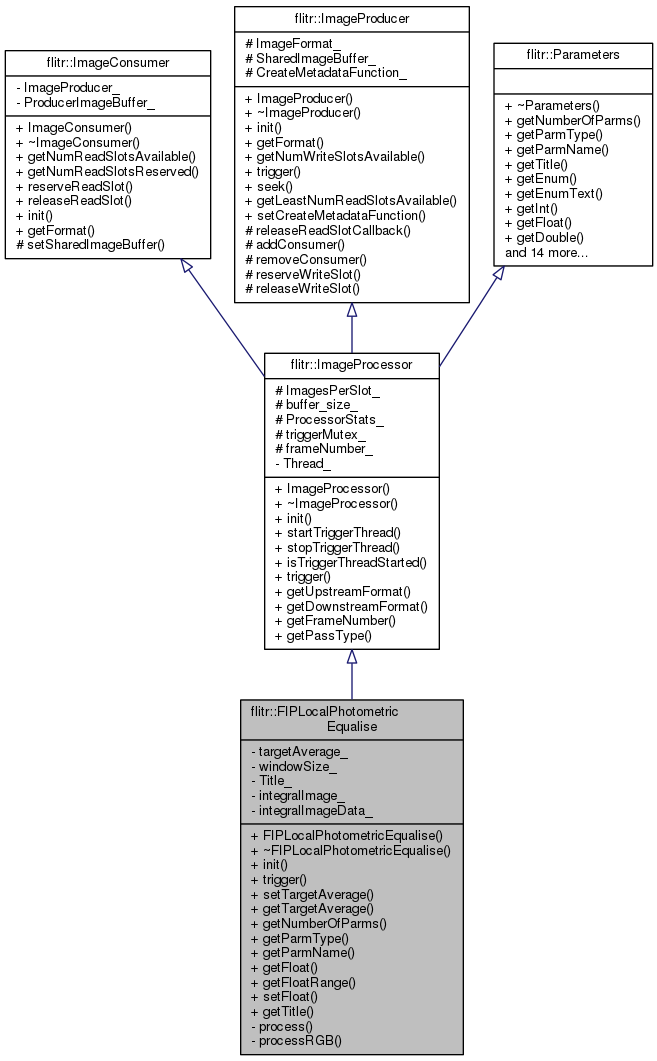 flitr::ImageConsumer
- ImageProducer_
- ProducerImageBuffer_
+ ImageConsumer()
+ ~ImageConsumer()
+ getNumReadSlotsAvailable()
+ getNumReadSlotsReserved()
+ reserveReadSlot()
+ releaseReadSlot()
+ init()
+ getFormat()
# setSharedImageBuffer()
flitr::ImageProducer
# ImageFormat_
# SharedImageBuffer_
# CreateMetadataFunction_
+ ImageProducer()
+ ~ImageProducer()
+ init()
+ getFormat()
+ getNumWriteSlotsAvailable()
+ trigger()
+ seek()
+ getLeastNumReadSlotsAvailable()
+ setCreateMetadataFunction()
# releaseReadSlotCallback()
# addConsumer()
# removeConsumer()
# reserveWriteSlot()
# releaseWriteSlot()
flitr::Parameters
+ ~Parameters()
+ getNumberOfParms()
+ getParmType()
+ getParmName()
+ getTitle()
+ getEnum()
+ getEnumText()
+ getInt()
+ getFloat()
+ getDouble()
and 14 more...
flitr::ImageProcessor
# ImagesPerSlot_
# buffer_size_
# ProcessorStats_
# triggerMutex_
# frameNumber_
- Thread_
+ ImageProcessor()
+ ~ImageProcessor()
+ init()
+ startTriggerThread()
+ stopTriggerThread()
+ isTriggerThreadStarted()
+ trigger()
+ getUpstreamFormat()
+ getDownstreamFormat()
+ getFrameNumber()
+ getPassType()
flitr::FIPLocalPhotometric
Equalise
- targetAverage_
- windowSize_
- Title_
- integralImage_
- integralImageData_
+ FIPLocalPhotometricEqualise()
+ ~FIPLocalPhotometricEqualise()
+ init()
+ trigger()
+ setTargetAverage()
+ getTargetAverage()
+ getNumberOfParms()
+ getParmType()
+ getParmName()
+ getFloat()
+ getFloatRange()
+ setFloat()
+ getTitle()
- process()
- processRGB()